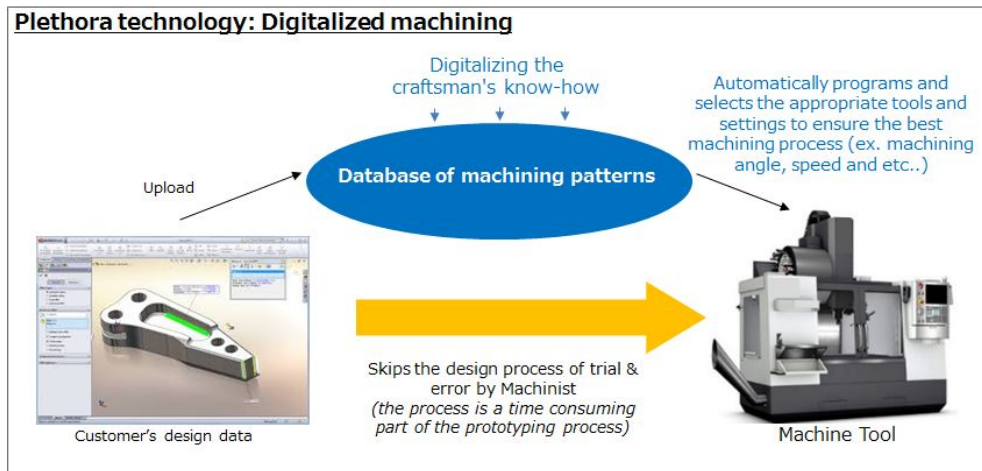 Plethora technology: Digitalized machining
Digitalizing the
craftsman's know-how
Automatically programs and
selects the appropriate tools and
settings to ensure the best
machining process (ex. machining
angle, speed and etc..)
Upload
Database of machining patterns
Skips the design process of trial &
error by Machinist
(the process is a time consuming
part of the prototyping process)
Customer's design data
Machine Tool